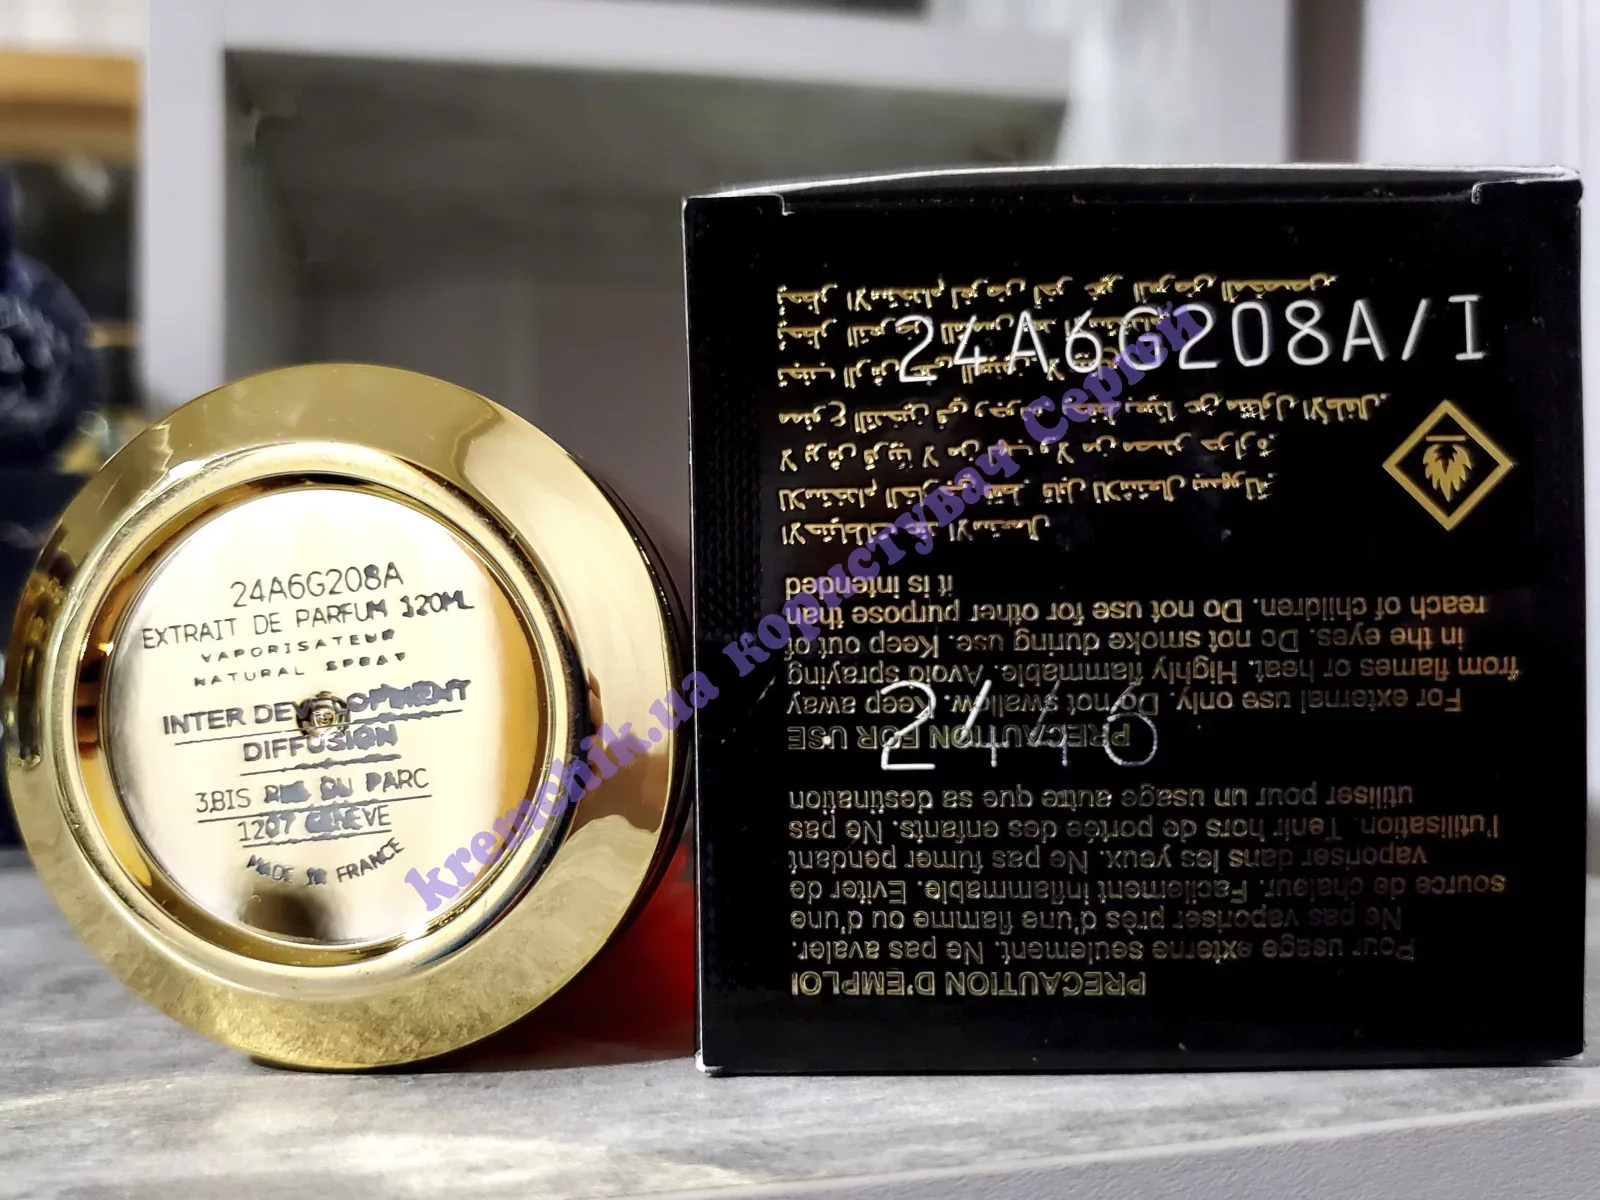 24A6G208A
EXTRAIT DE PARFUM 120ML
VAPORISATEUR
NATURAL SPRAY
INTER DEVELOPMENT
DIFFUSION
3BIS RUE DU PARC
1207 GENEVE
MADE IN FRANCE
24A6G208A/I
2446
PRECAUTION D'EMPLOI
Pour usage externe seulement. Ne pas avaler.
Ne pas vaporiser près d'une flamme ou d'une
source de chaleur. Facilement inflammable. Eviter de
vaporiser dans les yeux. Ne pas fumer pendant
l'utilisation. Tenir hors de portée des enfants. Ne pas
utiliser pour un usage autre que sa destination
PRECAUTION FOR USE
For external use only. Do not swallow. Keep away
from flames or heat. Highly flammable. Avoid spraying
in the eyes. Do not smoke during use. Keep out of
reach of children. Do not use for other purpose than
it is intended
kremchik.ua користувач Сергей